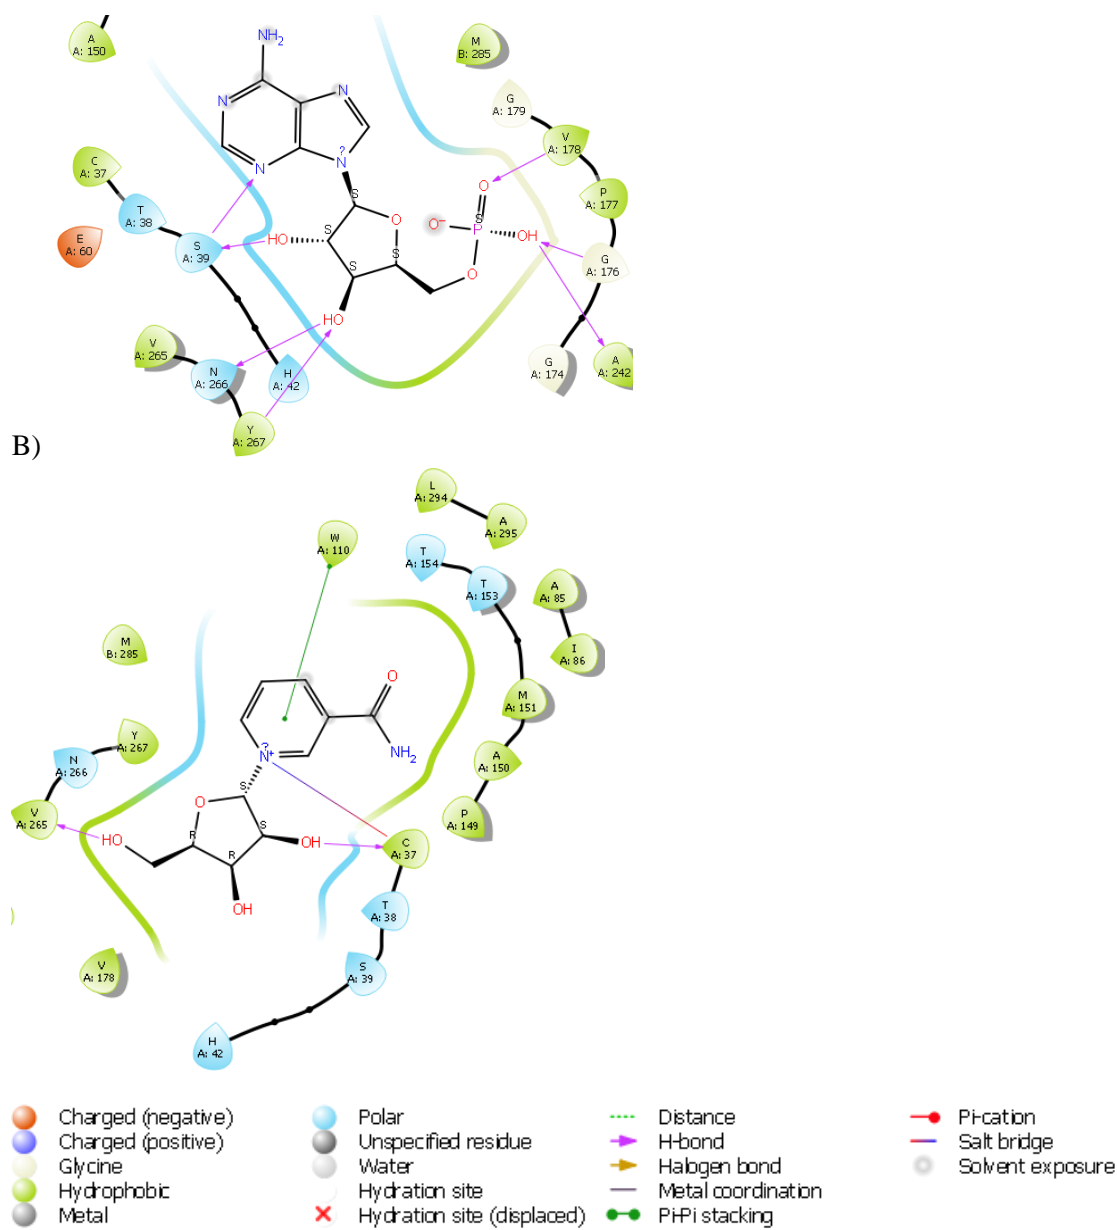 A
A: 150
NH2
M
B: 285
N
N
G
A: 179
V
A: 178
C
A: 37
N
?
N
O
P
A: 177
T
A: 38
S
E
A: 60
S
A: 39
HO
S
O
S
O-
P
S
OH
G
A: 176
S
O
HO
V
A: 265
N
A: 266
H
A: 42
G
A: 174
A
A: 242
Y
A: 267
B)
L
A: 294
A
A: 295
W
A: 110
T
A: 154
T
A: 153
A
A: 85
I
A: 86
M
B: 285
O
M
A: 151
Y
A: 267
N
A: 266
?
N+
NH2
A
A: 150
V
A: 265
HO
O
S
S
R
R
OH
P
A: 149
C
A: 37
OH
T
A: 38
V
A: 178
S
A: 39
H
A: 42
Charged (negative)
Polar
Distance
Pi-cation
Charged (positive)
Unspecified residue
H-bond
Salt bridge
Glycine
Water
Halogen bond
Solvent exposure
Hydrophobic
Hydration site
Metal coordination
Metal
Hydration site (displaced)
Pi-Pi stacking